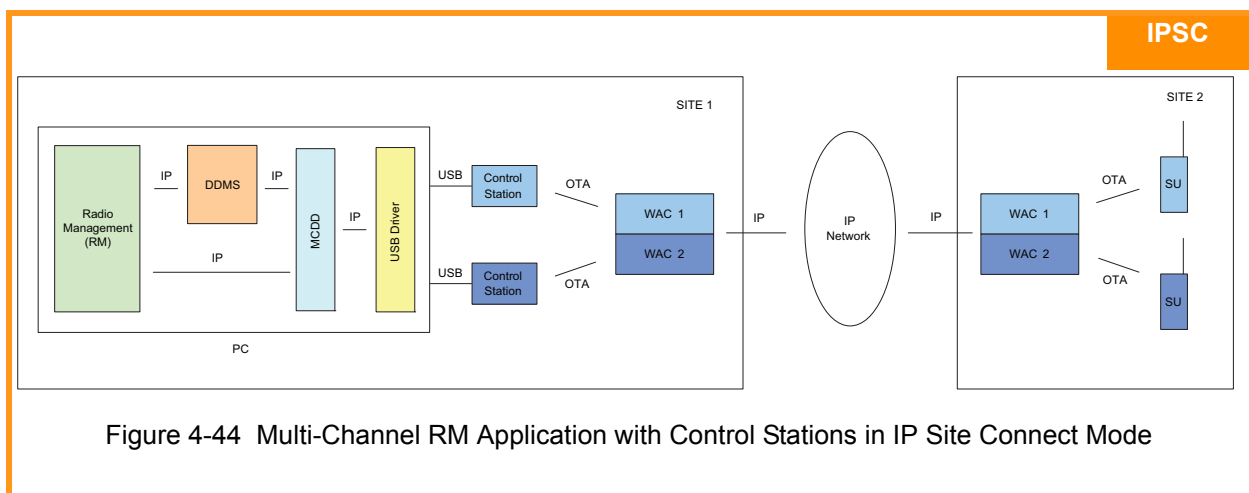 IPSC
SITE 1
SITE 2
Radio
Management
(RM)
IP
DDMS
IP
MCDD
IP
USB Driver
IP
USB
Control
Station
OTA
USB
Control
Station
OTA
WAC 1
WAC 2
IP
IP
Network
IP
WAC 1
WAC 2
OTA
SU
OTA
SU
PC
Figure 4-44 Multi-Channel RM Application with Control Stations in IP Site Connect Mode